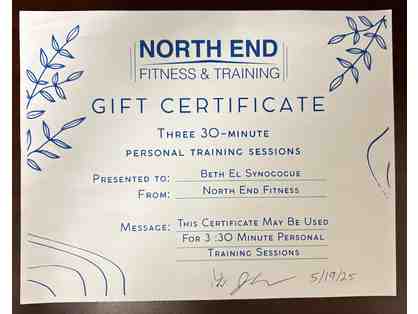 NORTH END
FITNESS & TRAINING
GIFT CERTIFICATE
THREE 30-MINUTE
PERSONAL TRAINING SESSIONS
PRESENTED TO: BETH EL SYNOGOGUE
FROM: NORTH END FITNESS
MESSAGE: THIS CERTIFICATE MAY BE USED
FOR 3 :30 MINUTE PERSONAL
TRAINING SESSIONS
5/19/25